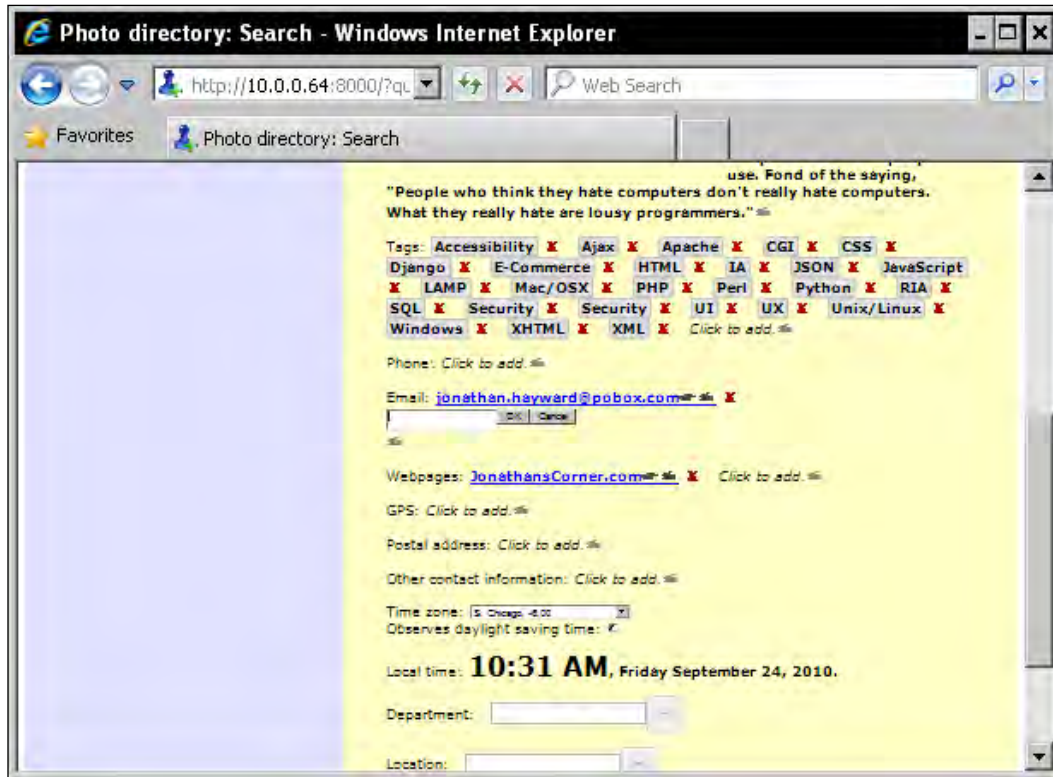 Photo directory: Search - Windows Internet Explorer
http://10.0.0.64:8000/?qu
Web Search
Favorites
Photo directory: Search
use. Fond of the saying,
"People who think they hate computers don't really hate computers.
What they really hate are lousy programmers."
Tags: Accessibility X Ajax X Apache X CGI X CSS X
Django X E-Commerce X HTML X IA X JSON X JavaScript
X LAMP X Mac/OSX X PHP X Perl X Python X RIA X
SQL X Security X Security X UI X UX X Unix/Linux X
Windows X XHTML X XML X Click to add.
Phone: Click to add.
Email: jonathan.hayward@pobox.com X
OK Cancel
Webpages: JonathansCorner.com X Click to add.
GPS: Click to add.
Postal address: Click to add.
Other contact information: Click to add.
Time zone: S: Chicago, -6:00
Observes daylight saving time:
Local time: 10:31 AM, Friday September 24, 2010.
Department:
Location: